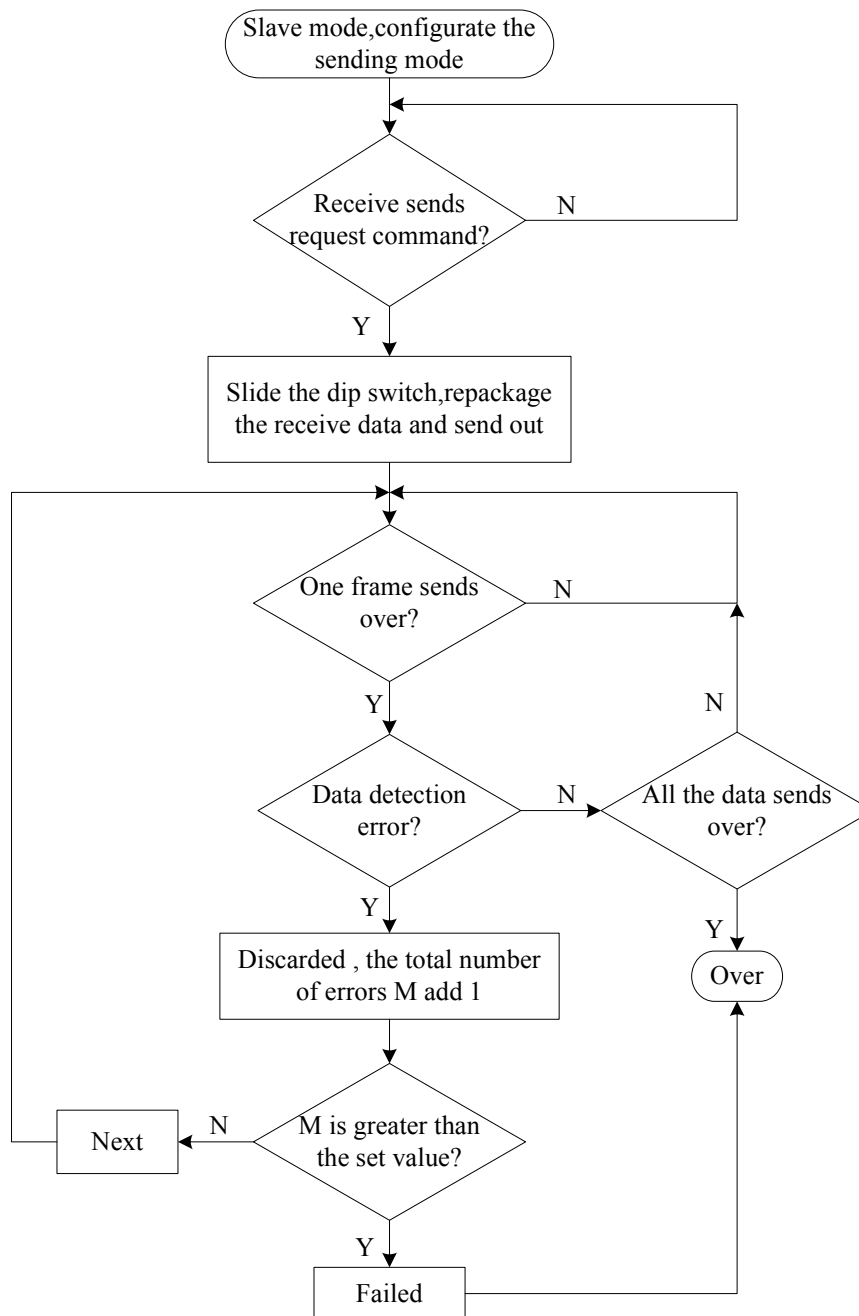 Slave mode,configurate the
sending mode
Receive sends
request command?
N
Y
Slide the dip switch,repackage
the receive data and send out
One frame sends
over?
N
Y
N
Data detection
error?
N
All the data sends
over?
Y
Y
Discarded , the total number
of errors M add 1
Over
M is greater than
the set value?
N
Next
Y
Failed